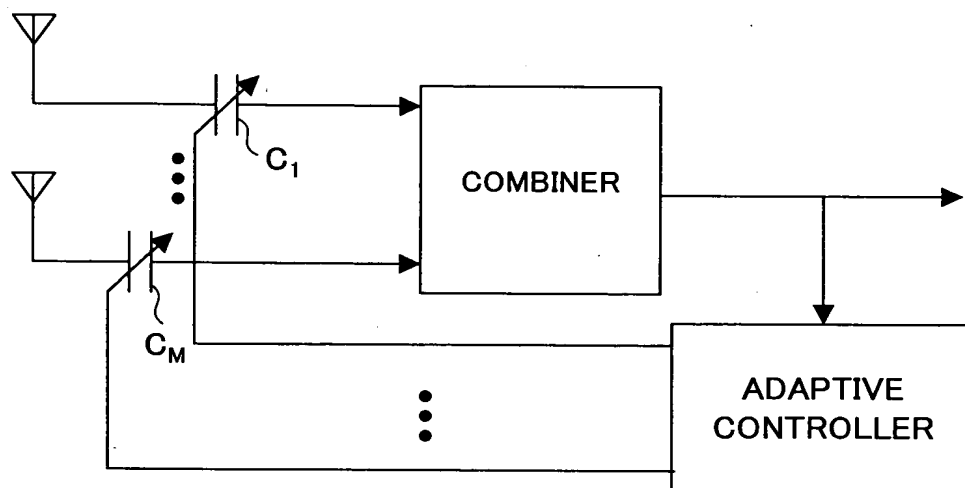 C1
COMBINER
CM
ADAPTIVE
CONTROLLER